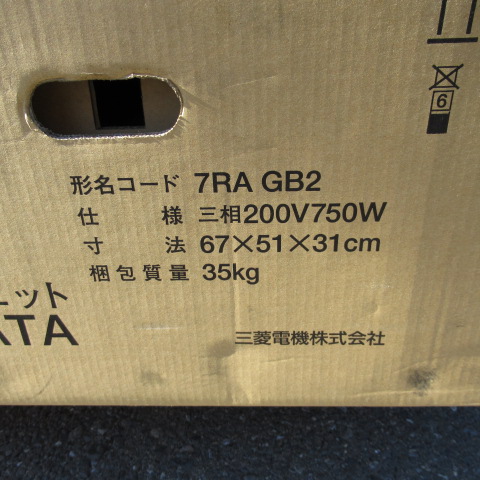 6
形名コード 7RA GB2
仕様 三相200V750W
寸法 67×51×31cm
梱包質量 35kg
ェット
ATA
三菱電機株式会社